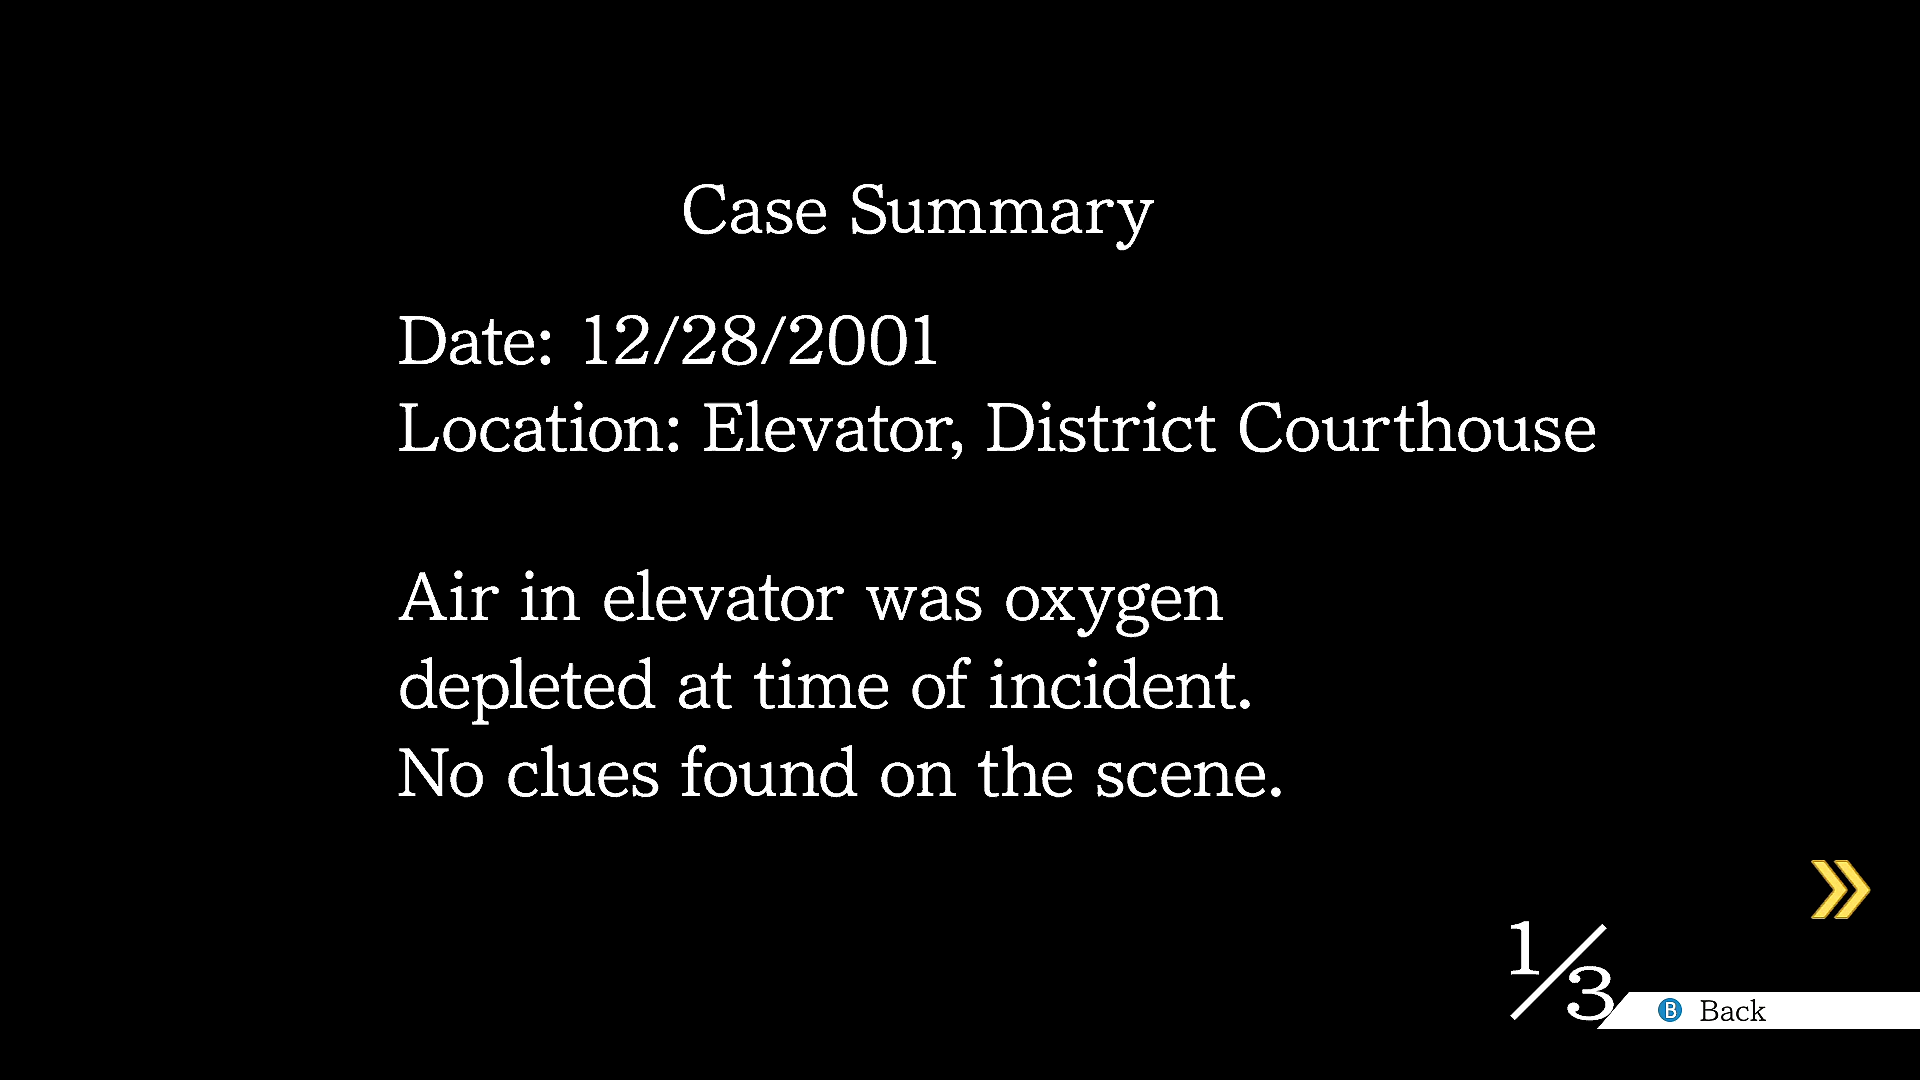 Case Summary
Date: 12/28/2001
Location: Elevator, District Courthouse
Air in elevator was oxygen
depleted at time of incident.
No clues found on the scene.
1/3
B Back